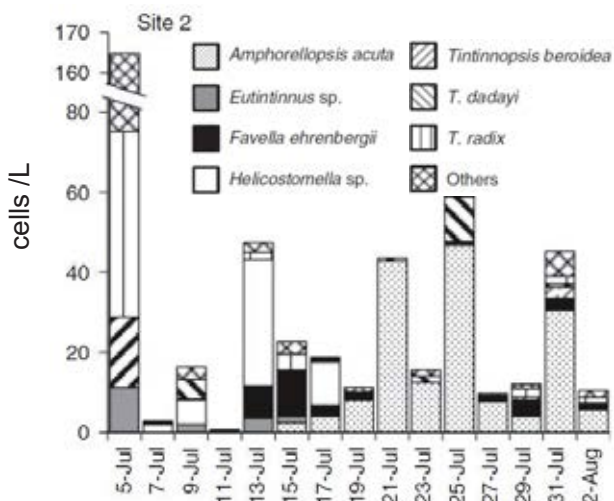 Site 2
170
160
80
60
40
20
0
cells /L
Amphorellopsis acuta
Eutintinnus sp.
Favella ehrenbergii
Helicostomella sp.
Tintinnopsis beroidea
T. dadayi
T. radix
Others
5-Jul
7-Jul
9-Jul
11-Jul
13-Jul
15-Jul
17-Jul
19-Jul
21-Jul
23-Jul
25-Jul
27-Jul
29-Jul
31-Jul
2-Aug